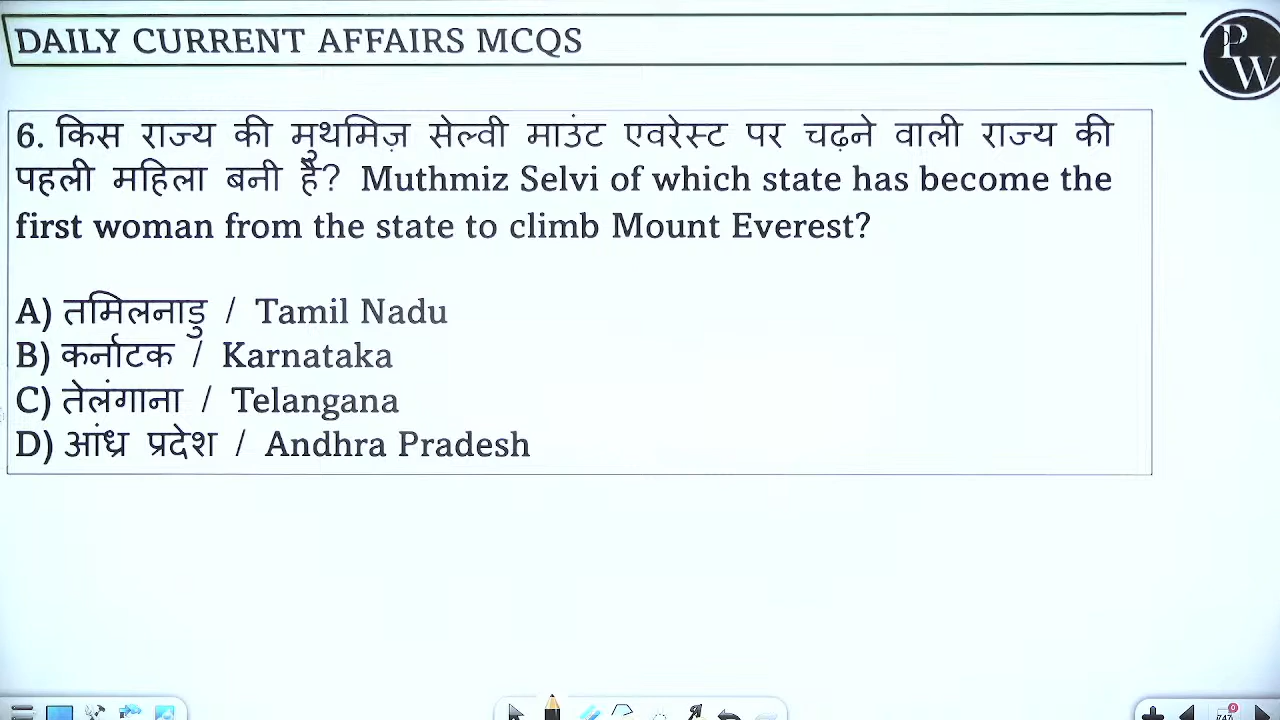 DAILY CURRENT AFFAIRS MCQS
PW
6. किस राज्य की मुथमिज़ सेल्वी माउंट एवरेस्ट पर चढ़ने वाली राज्य की
पहली महिला बनी है? Muthmiz Selvi of which state has become the
first woman from the state to climb Mount Everest?
A) तमिलनाडु / Tamil Nadu
B) कर्नाटक / Karnataka
C) तेलंगाना / Telangana
D) आंध्र प्रदेश / Andhra Pradesh